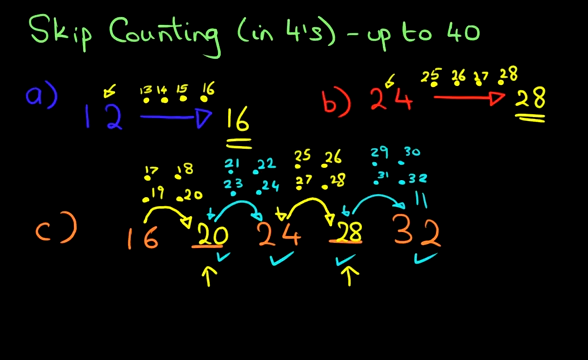 Skip Counting (in 4's) - up to 40
a) 12 13 14 15 16 16
b) 24 25 26 27 28 28
17 18 21 22 25 26 29 30
19 20 23 24 27 28 31 32
c) 16 20 24 28 32